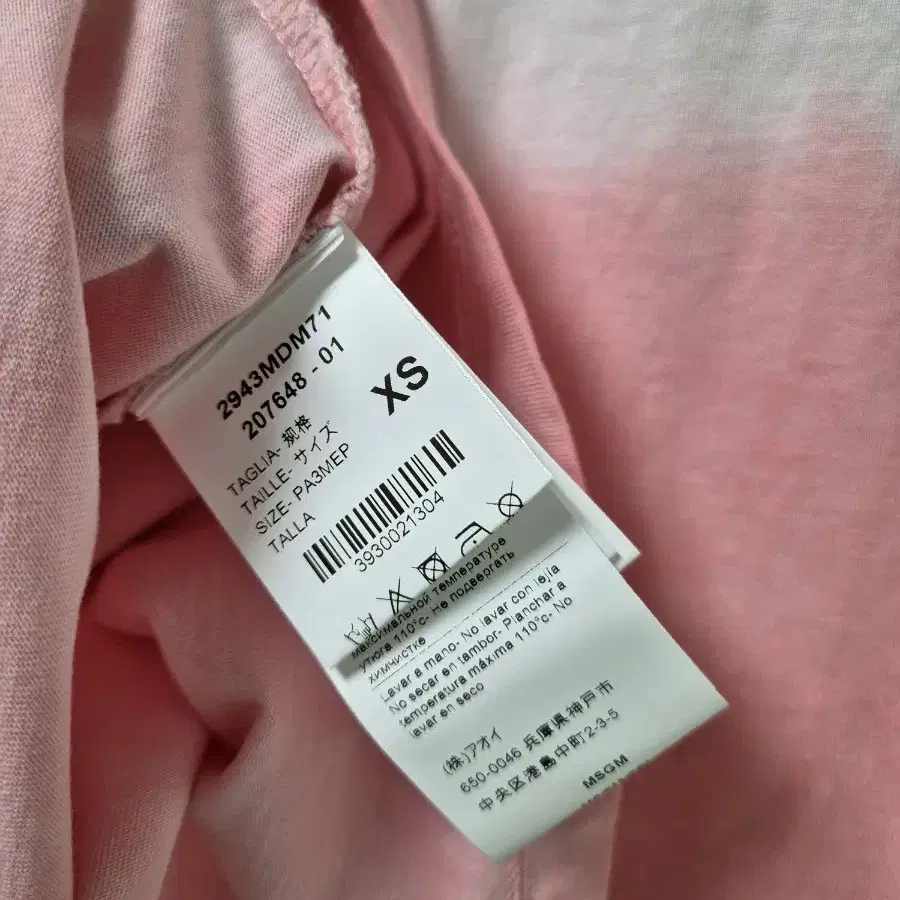 2943MDM71
207648 - 01
XS
TAGLIA- 规格
TAILLE- サイズ
SIZE- РАЗМЕР
TALLA
3930021304
максимальной температуре
утюга 110°c- Не подвергать
химчистке
Lavar a mano- No lavar con lejía
No secar en tambor- Planchar a
temperatura máxima 110°c- No
lavar en seco
(株)アオイ
650-0046 兵庫県神戸市
中央区港島中町2-3-5
MSGM